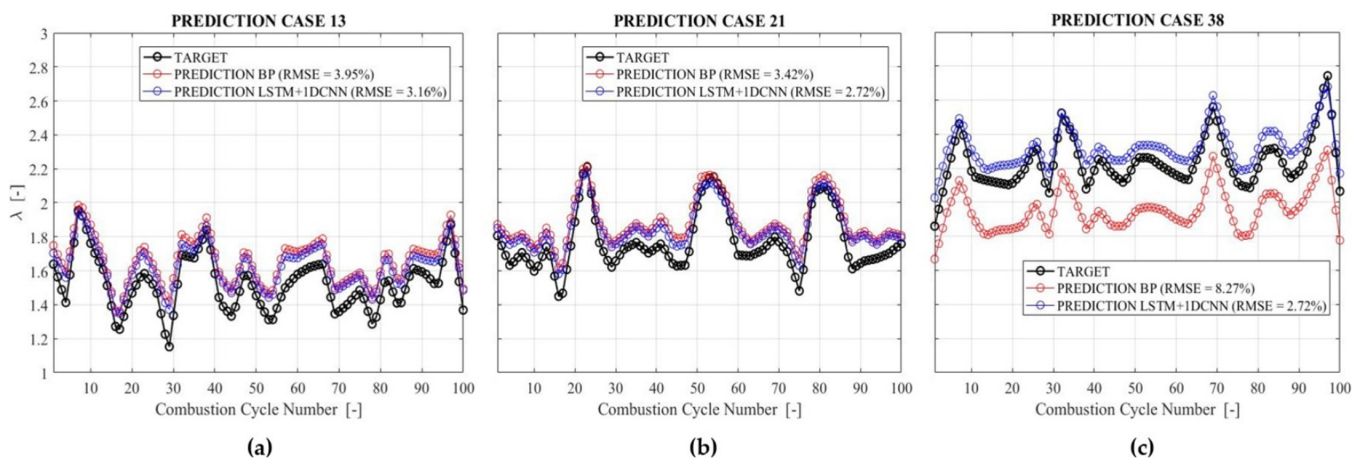 PREDICTION CASE 13
3
2.8
2.6
2.4
2.2
2
1.8
1.6
1.4
1.2
1
λ [-]
TARGET
PREDICTION BP (RMSE = 3.95%)
PREDICTION LSTM+1DCNN (RMSE = 3.16%)
10 20 30 40 50 60 70 80 90 100
Combustion Cycle Number [-]
(a)
PREDICTION CASE 21
TARGET
PREDICTION BP (RMSE = 3.42%)
PREDICTION LSTM+1DCNN (RMSE = 2.72%)
10 20 30 40 50 60 70 80 90 100
Combustion Cycle Number [-]
(b)
PREDICTION CASE 38
TARGET
PREDICTION BP (RMSE = 8.27%)
PREDICTION LSTM+1DCNN (RMSE = 2.72%)
10 20 30 40 50 60 70 80 90 100
Combustion Cycle Number [-]
(c)